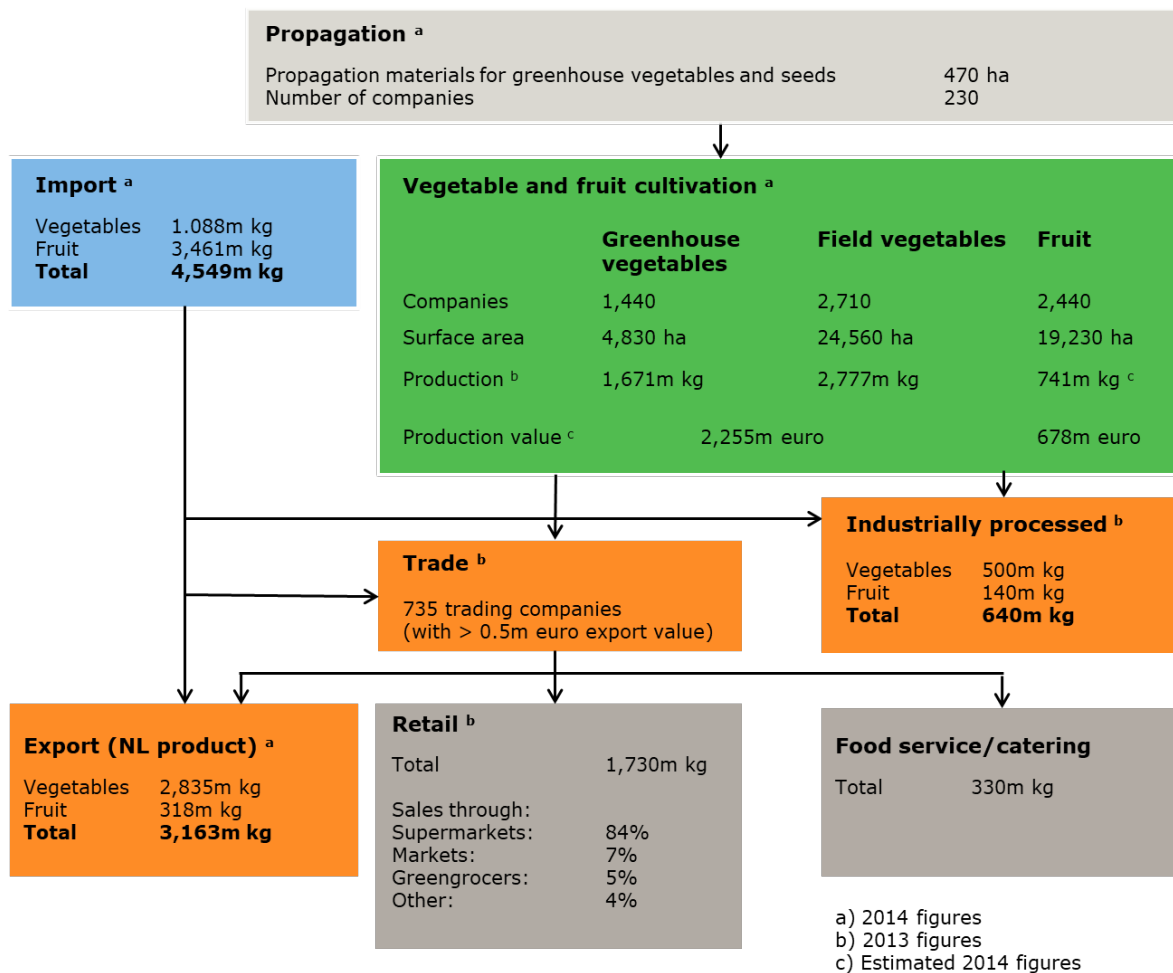 Propagation ᵃ
Propagation materials for greenhouse vegetables and seeds 470 ha
Number of companies 230
Import ᵃ
Vegetables 1.088m kg
Fruit 3,461m kg
Total 4,549m kg
Vegetable and fruit cultivation ᵃ
Greenhouse vegetables Field vegetables Fruit
Companies 1,440 2,710 2,440
Surface area 4,830 ha 24,560 ha 19,230 ha
Production ᵇ 1,671m kg 2,777m kg 741m kg ᶜ
Production value ᶜ 2,255m euro 678m euro
Trade ᵇ
735 trading companies
(with > 0.5m euro export value)
Industrially processed ᵇ
Vegetables 500m kg
Fruit 140m kg
Total 640m kg
Export (NL product) ᵃ
Vegetables 2,835m kg
Fruit 318m kg
Total 3,163m kg
Retail ᵇ
Total 1,730m kg
Sales through:
Supermarkets: 84%
Markets: 7%
Greengrocers: 5%
Other: 4%
Food service/catering
Total 330m kg
a) 2014 figures
b) 2013 figures
c) Estimated 2014 figures